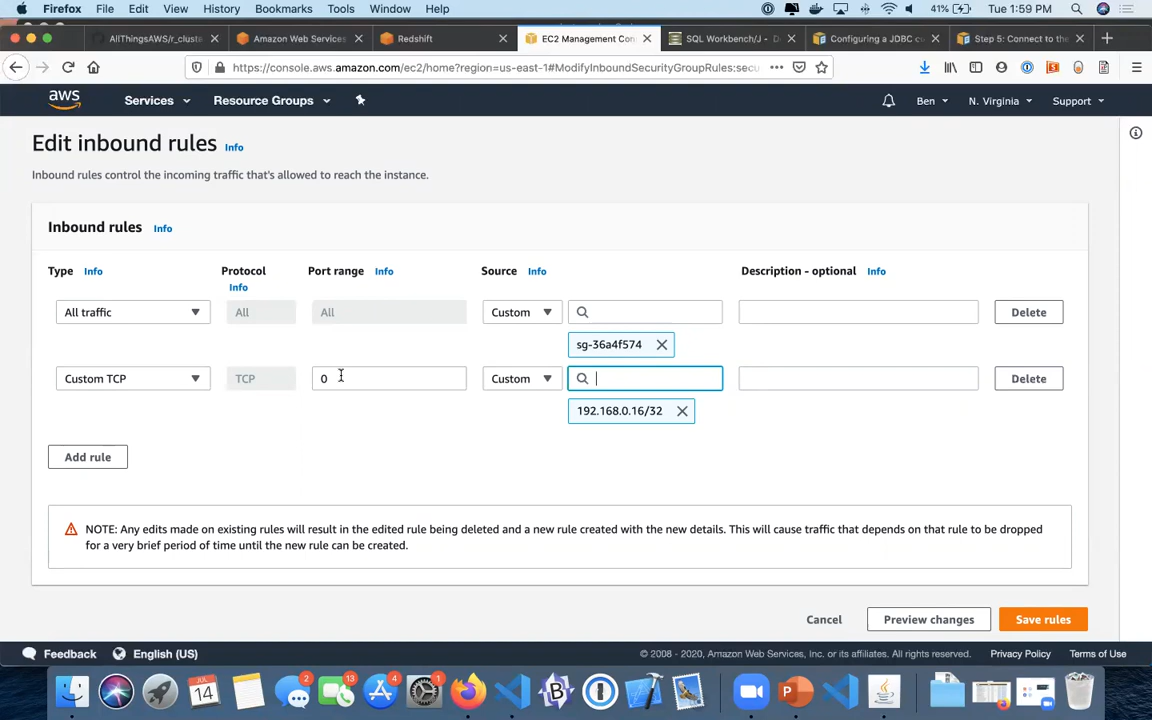 Firefox File Edit View History Bookmarks Tools Window Help 41% Tue 1:59 PM
AllThingsAWS/r_cluste Amazon Web Services Redshift EC2 Management Con SQL Workbench/J - D Configuring a JDBC c Step 5: Connect to the
https://console.aws.amazon.com/ec2/home?region=us-east-1#ModifyInboundSecurityGroupRules:secu
aws Services Resource Groups Ben N. Virginia Support
Edit inbound rules Info
Inbound rules control the incoming traffic that's allowed to reach the instance.
Inbound rules Info
Type Info Protocol Info Port range Info Source Info Description - optional Info
All traffic All All Custom Delete
sg-36a4f574
Custom TCP TCP 0 Custom Delete
192.168.0.16/32
Add rule
NOTE: Any edits made on existing rules will result in the edited rule being deleted and a new rule created with the new details. This will cause traffic that depends on that rule to be dropped
for a very brief period of time until the new rule can be created.
Cancel Preview changes Save rules
Feedback English (US) © 2008 - 2020, Amazon Web Services, Inc. or its affiliates. All rights reserved. Privacy Policy Terms of Use
JUL 14 2 13 4 1